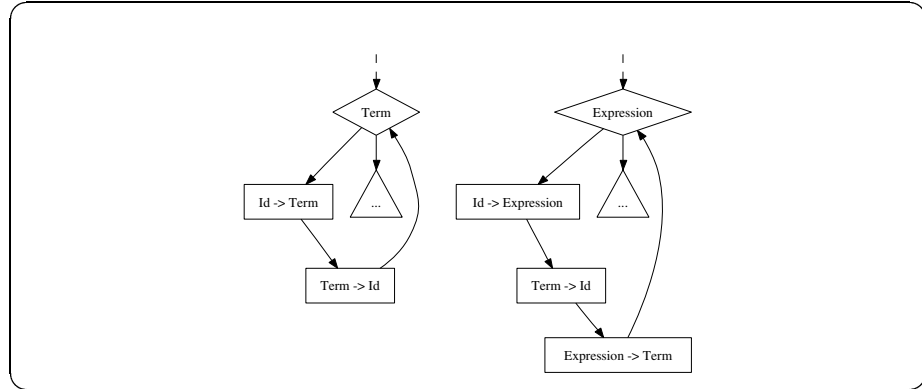 Term
Id -> Term
...
Term -> Id
Expression
Id -> Expression
...
Term -> Id
Expression -> Term